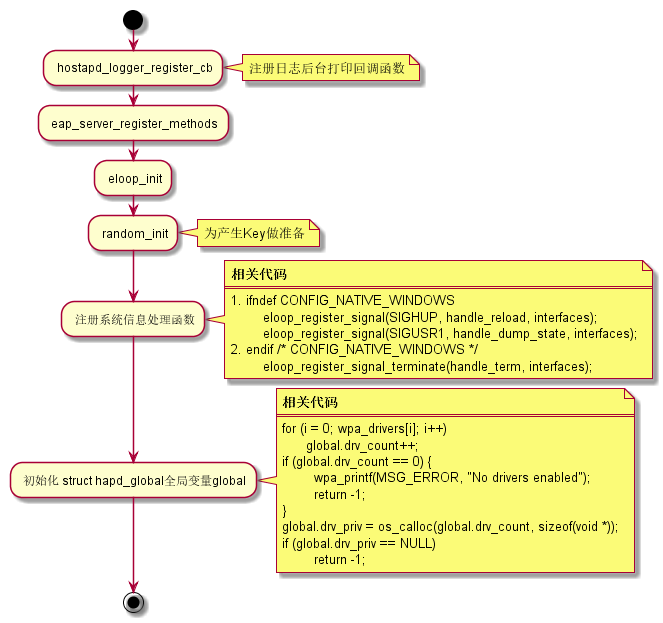 hostapd_logger_register_cb
注册日志后台打印回调函数
eap_server_register_methods
eloop_init
random_init
为产生Key做准备
注册系统信息处理函数
相关代码
1. ifndef CONFIG_NATIVE_WINDOWS
eloop_register_signal(SIGHUP, handle_reload, interfaces);
eloop_register_signal(SIGUSR1, handle_dump_state, interfaces);
2. endif /* CONFIG_NATIVE_WINDOWS */
eloop_register_signal_terminate(handle_term, interfaces);
初始化 struct hapd_global全局变量global
相关代码
for (i = 0; wpa_drivers[i]; i++)
global.drv_count++;
if (global.drv_count == 0) {
wpa_printf(MSG_ERROR, "No drivers enabled");
return -1;
}
global.drv_priv = os_calloc(global.drv_count, sizeof(void *));
if (global.drv_priv == NULL)
return -1;